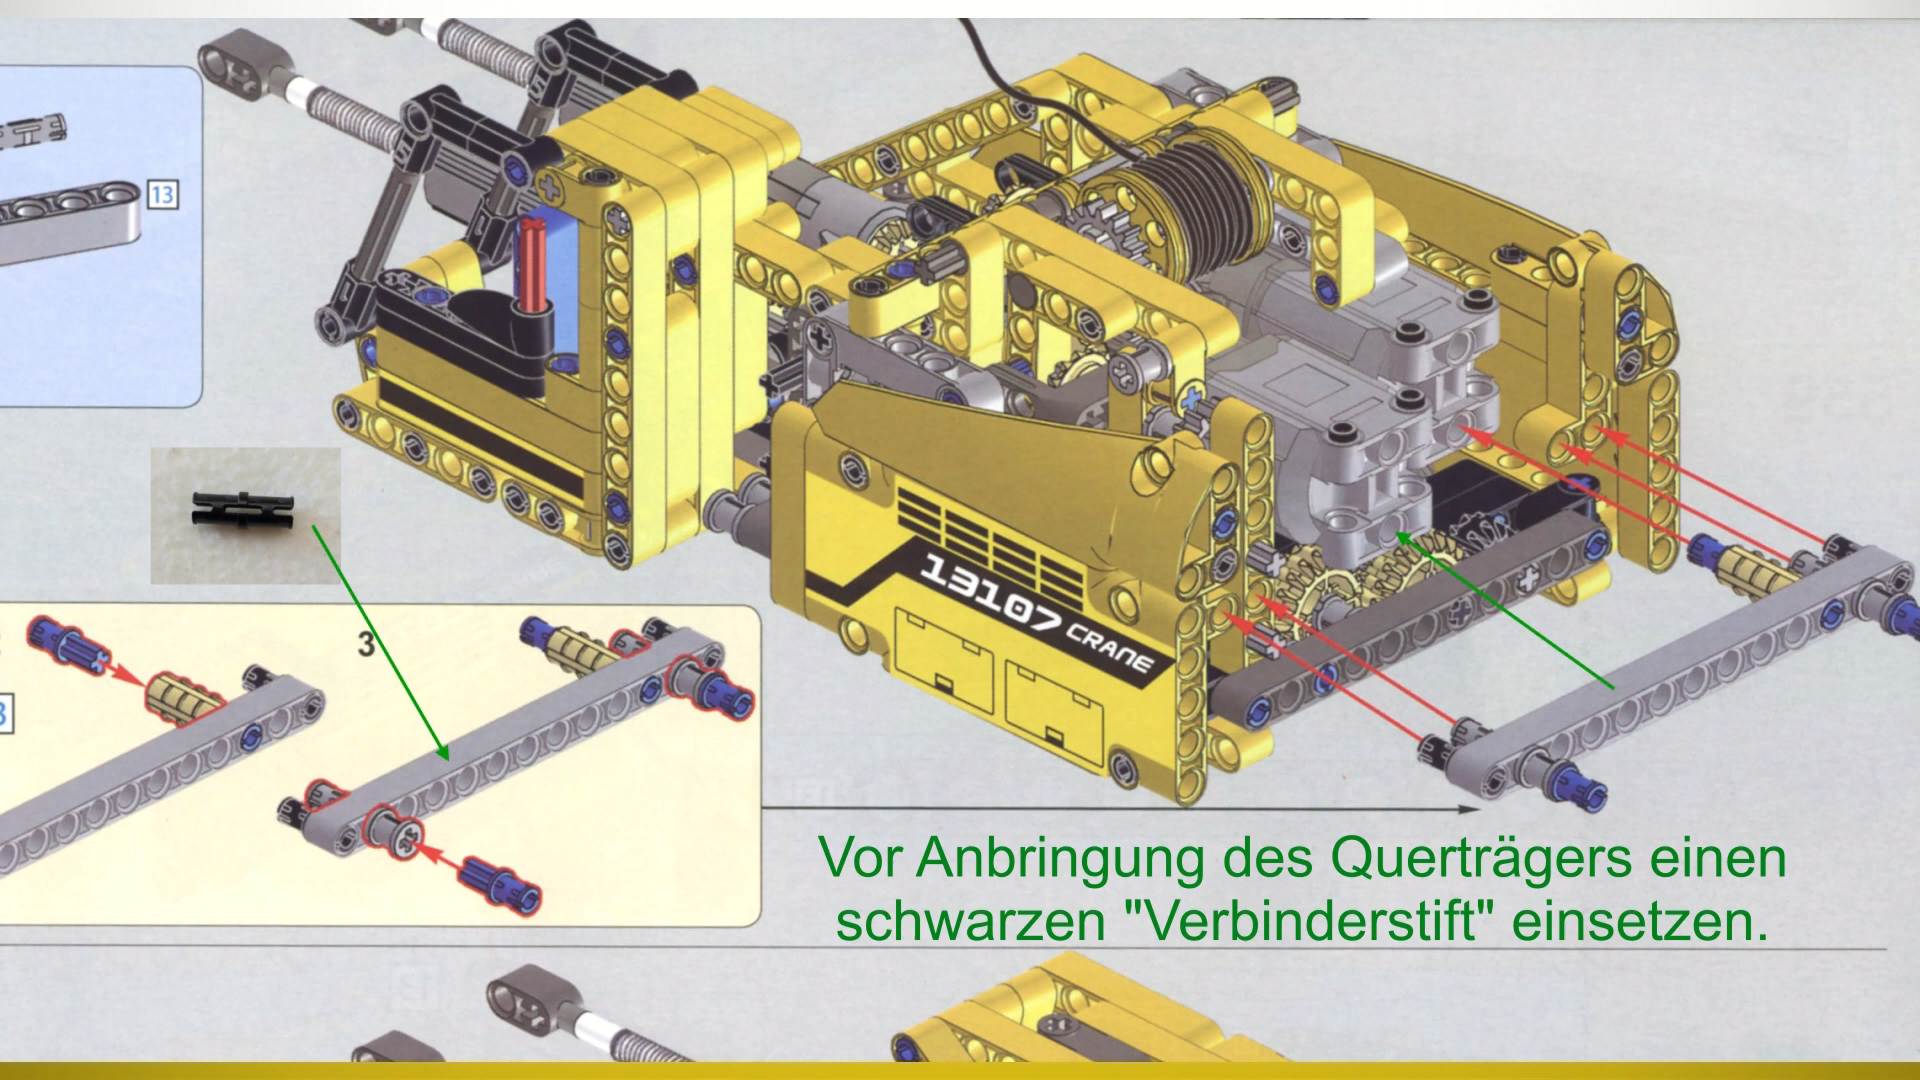 13
3
13107 CRANE
Vor Anbringung des Querträgers einen
schwarzen "Verbinderstift" einsetzen.